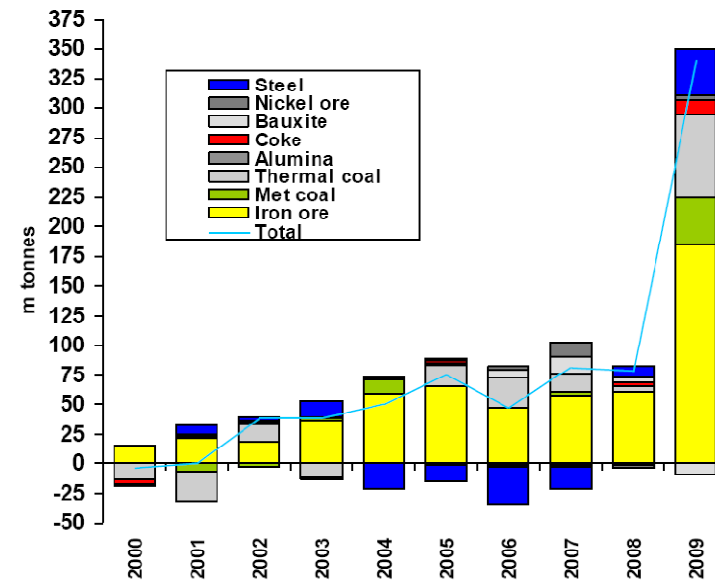 375
350
325
300
275
250
225
200
175
150
125
100
75
50
25
0
-25
-50
m tonnes
Steel
Nickel ore
Bauxite
Coke
Alumina
Thermal coal
Met coal
Iron ore
Total
2000
2001
2002
2003
2004
2005
2006
2007
2008
2009